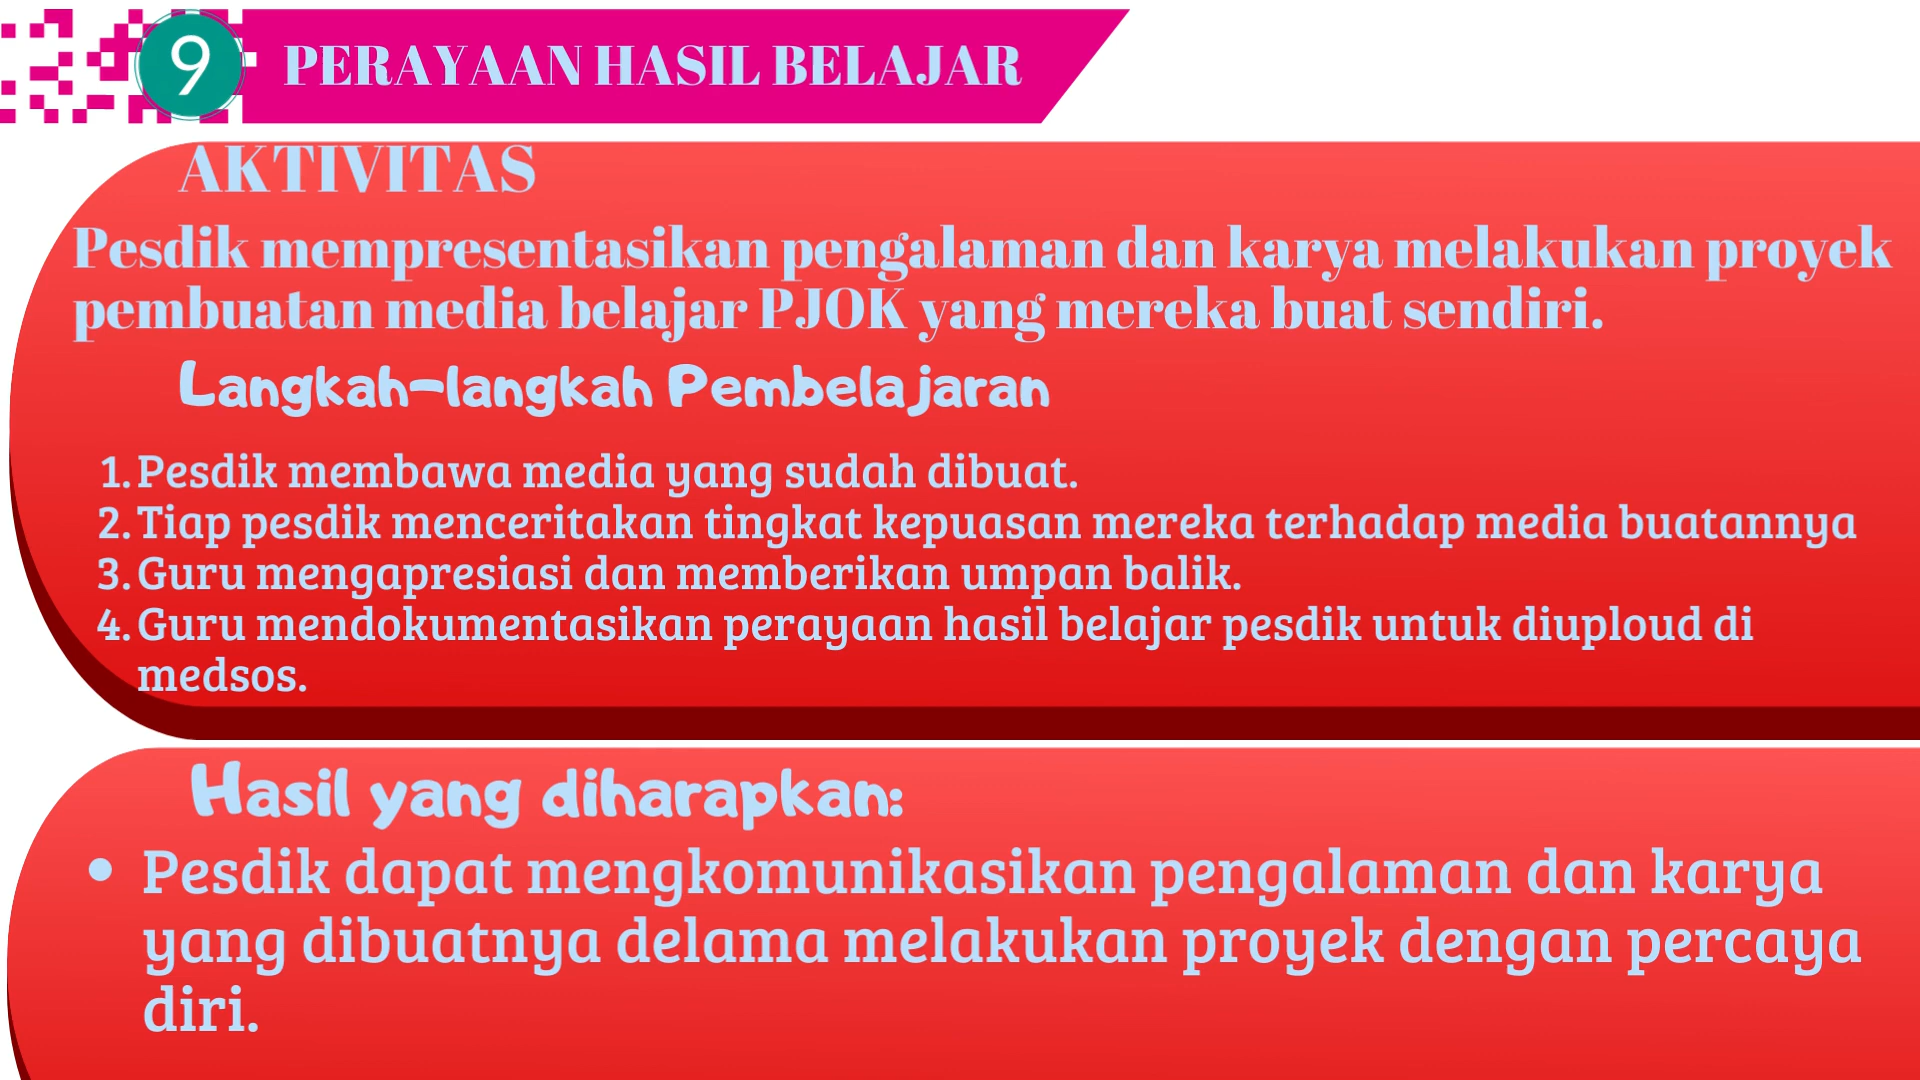 9 PERAYAAN HASIL BELAJAR
AKTIVITAS
Pesdik mempresentasikan pengalaman dan karya melakukan proyek
pembuatan media belajar PJOK yang mereka buat sendiri.
Langkah-langkah Pembelajaran
1. Pesdik membawa media yang sudah dibuat.
2. Tiap pesdik menceritakan tingkat kepuasan mereka terhadap media buatannya
3. Guru mengapresiasi dan memberikan umpan balik.
4. Guru mendokumentasikan perayaan hasil belajar pesdik untuk diuploud di
medsos.
Hasil yang diharapkan:
• Pesdik dapat mengkomunikasikan pengalaman dan karya
yang dibuatnya delama melakukan proyek dengan percaya
diri.